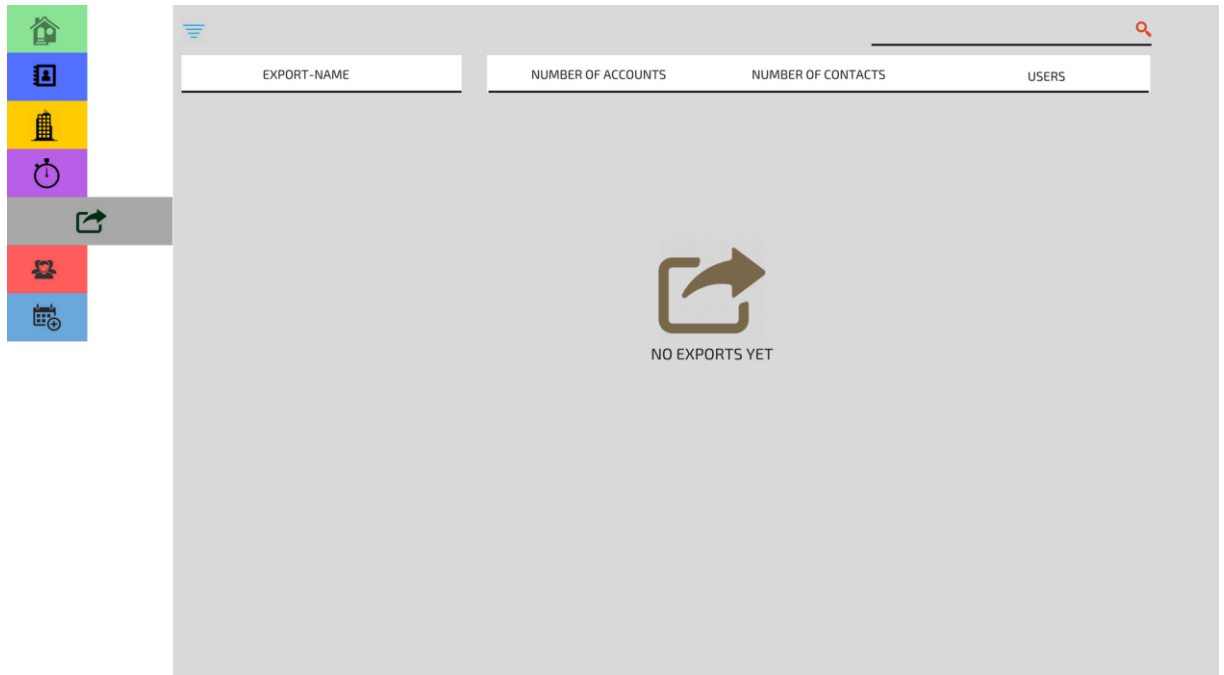 EXPORT-NAME NUMBER OF ACCOUNTS NUMBER OF CONTACTS USERS
NO EXPORTS YET